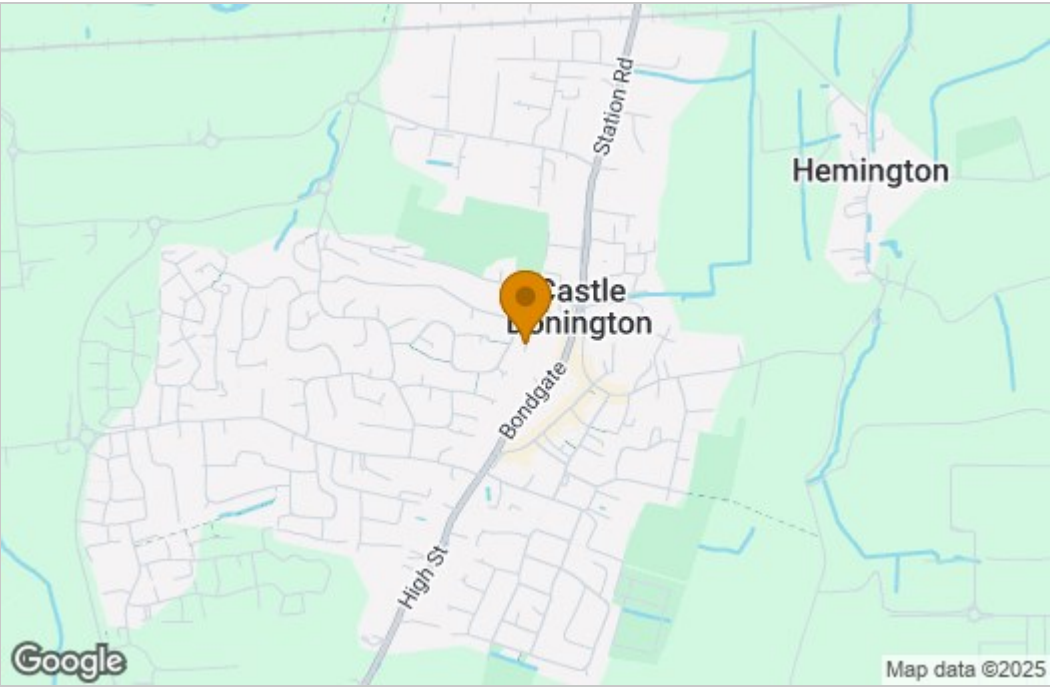 Station Rd
Hemington
Castle
Donington
Bondgate
High St
Google
Map data ©2025